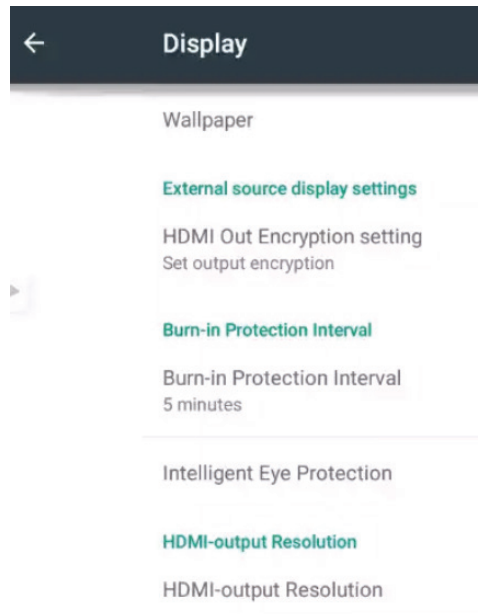 Display
Wallpaper
External source display settings
HDMI Out Encryption setting
Set output encryption
Burn-in Protection Interval
Burn-in Protection Interval
5 minutes
Intelligent Eye Protection
HDMI-output Resolution
HDMI-output Resolution